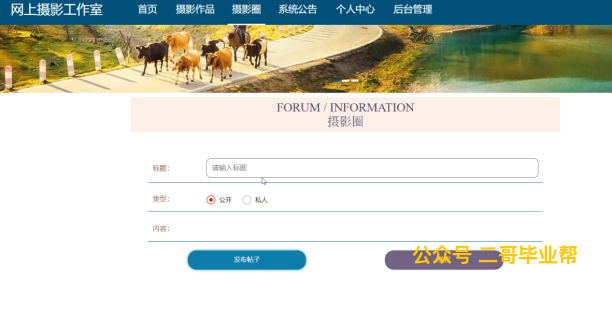 网上摄影工作室 首页 摄影作品 摄影圈 系统公告 个人中心 后台管理
FORUM / INFORMATION
摄影圈
标题: 请输入标题
类型: 公开 私人
内容:
发布帖子
公众号 二哥毕业帮